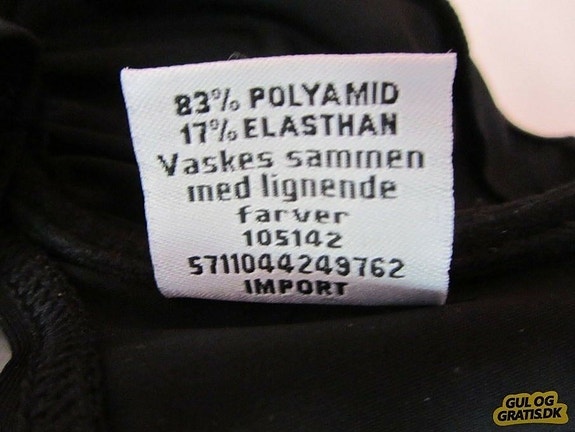 83% POLYAMID
17% ELASTHAN
Vaskes sammen
med lignende
farver
105142
5711044249762
IMPORT
GUL OG
GRATIS.DK